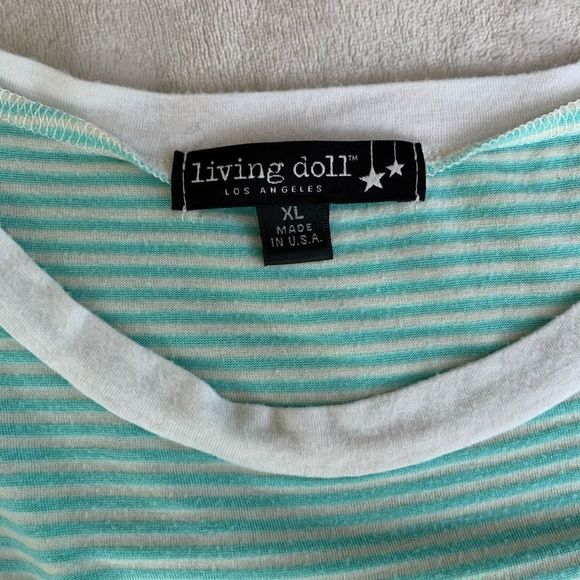 living doll™
LOS ANGELES
XL
MADE
IN U.S.A.